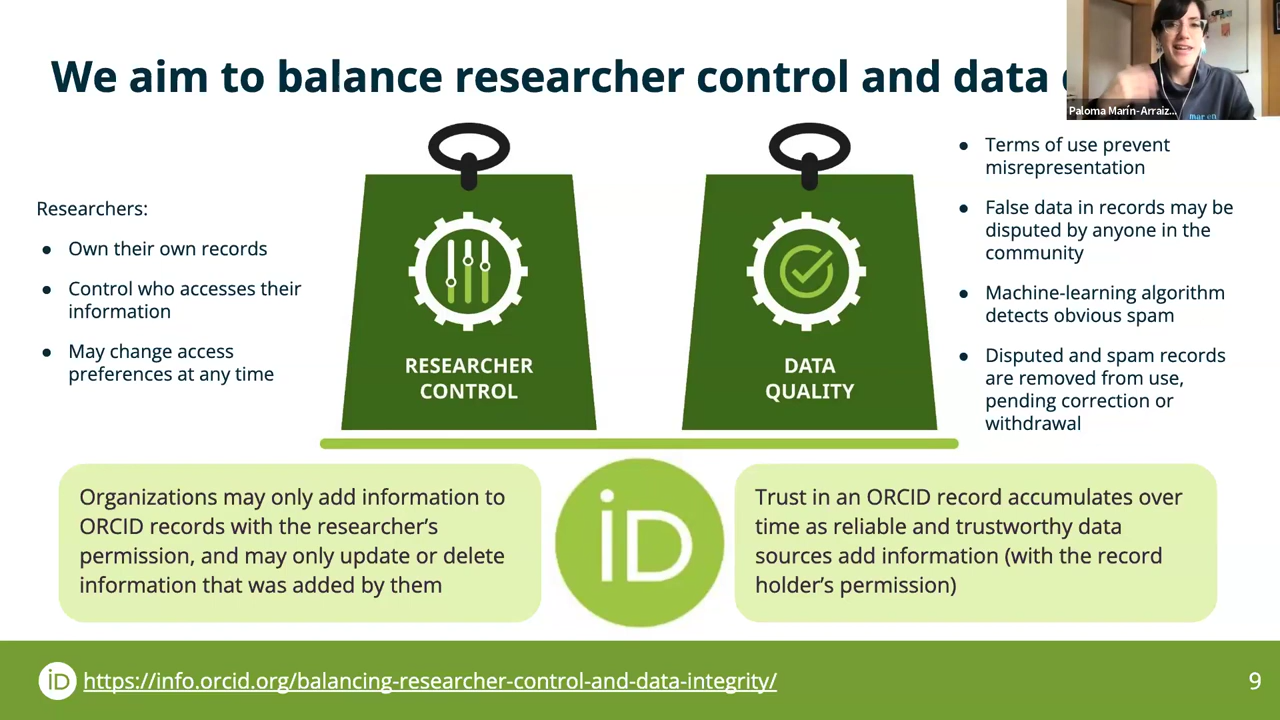 We aim to balance researcher control and data
Paloma Marín-Arraiz...
mar en
Researchers:
● Own their own records
● Control who accesses their
information
● May change access
preferences at any time
RESEARCHER
CONTROL
DATA
QUALITY
● Terms of use prevent
misrepresentation
● False data in records may be
disputed by anyone in the
community
● Machine-learning algorithm
detects obvious spam
● Disputed and spam records
are removed from use,
pending correction or
withdrawal
Organizations may only add information to
ORCID records with the researcher’s
permission, and may only update or delete
information that was added by them
iD
Trust in an ORCID record accumulates over
time as reliable and trustworthy data
sources add information (with the record
holder’s permission)
iD https://info.orcid.org/balancing-researcher-control-and-data-integrity/
9